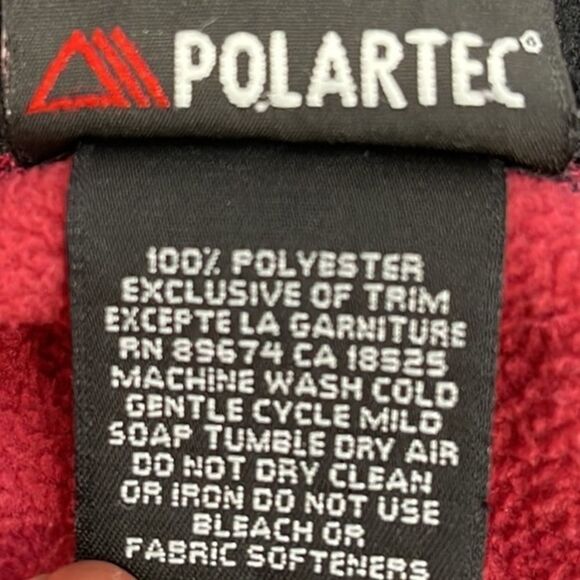 POLARTEC®
100% POLYESTER
EXCLUSIVE OF TRIM
EXCEPTE LA GARNITURE
RN 89674 CA 18525
MACHINE WASH COLD
GENTLE CYCLE MILD
SOAP TUMBLE DRY AIR
DO NOT DRY CLEAN
OR IRON DO NOT USE
BLEACH OR
FABRIC SOFTENERS